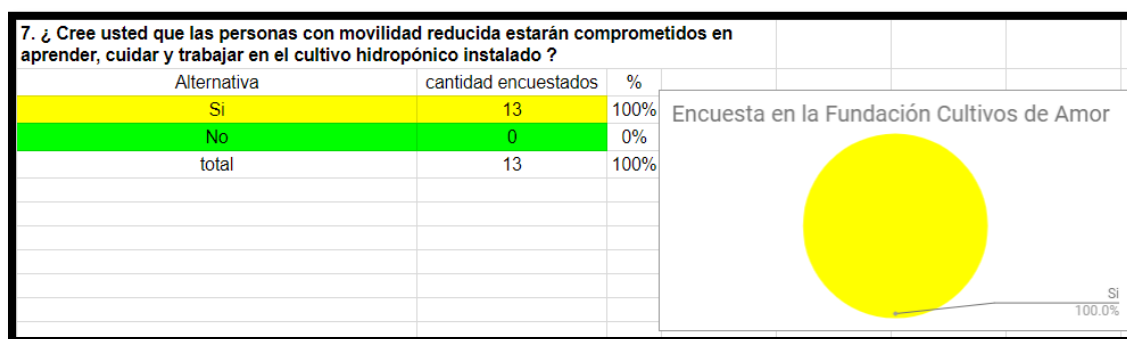 7. ¿ Cree usted que las personas con movilidad reducida estarán comprometidos en
aprender, cuidar y trabajar en el cultivo hidropónico instalado ?
Alternativa cantidad encuestados %
Si 13 100%
No 0 0%
total 13 100%
Encuesta en la Fundación Cultivos de Amor
Si
100.0%